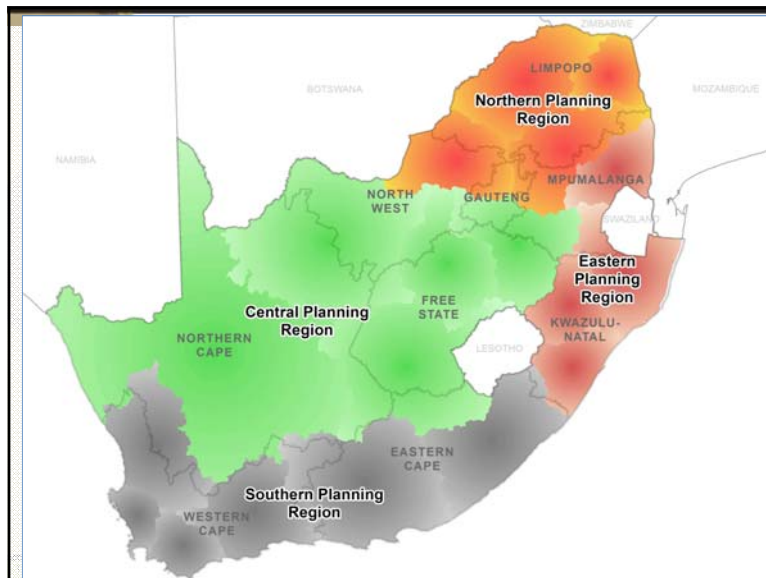 ZIMBABWE
LIMPOPO
BOTSWANA
MOZAMBIQUE
Northern Planning
Region
NAMIBIA
MPUMALANGA
NORTH
WEST
GAUTENG
SWAZILAND
Eastern
Planning
Region
Central Planning
Region
FREE
STATE
KWAZULU-
NATAL
NORTHERN
CAPE
LESOTHO
EASTERN
CAPE
Southern Planning
Region
WESTERN
CAPE